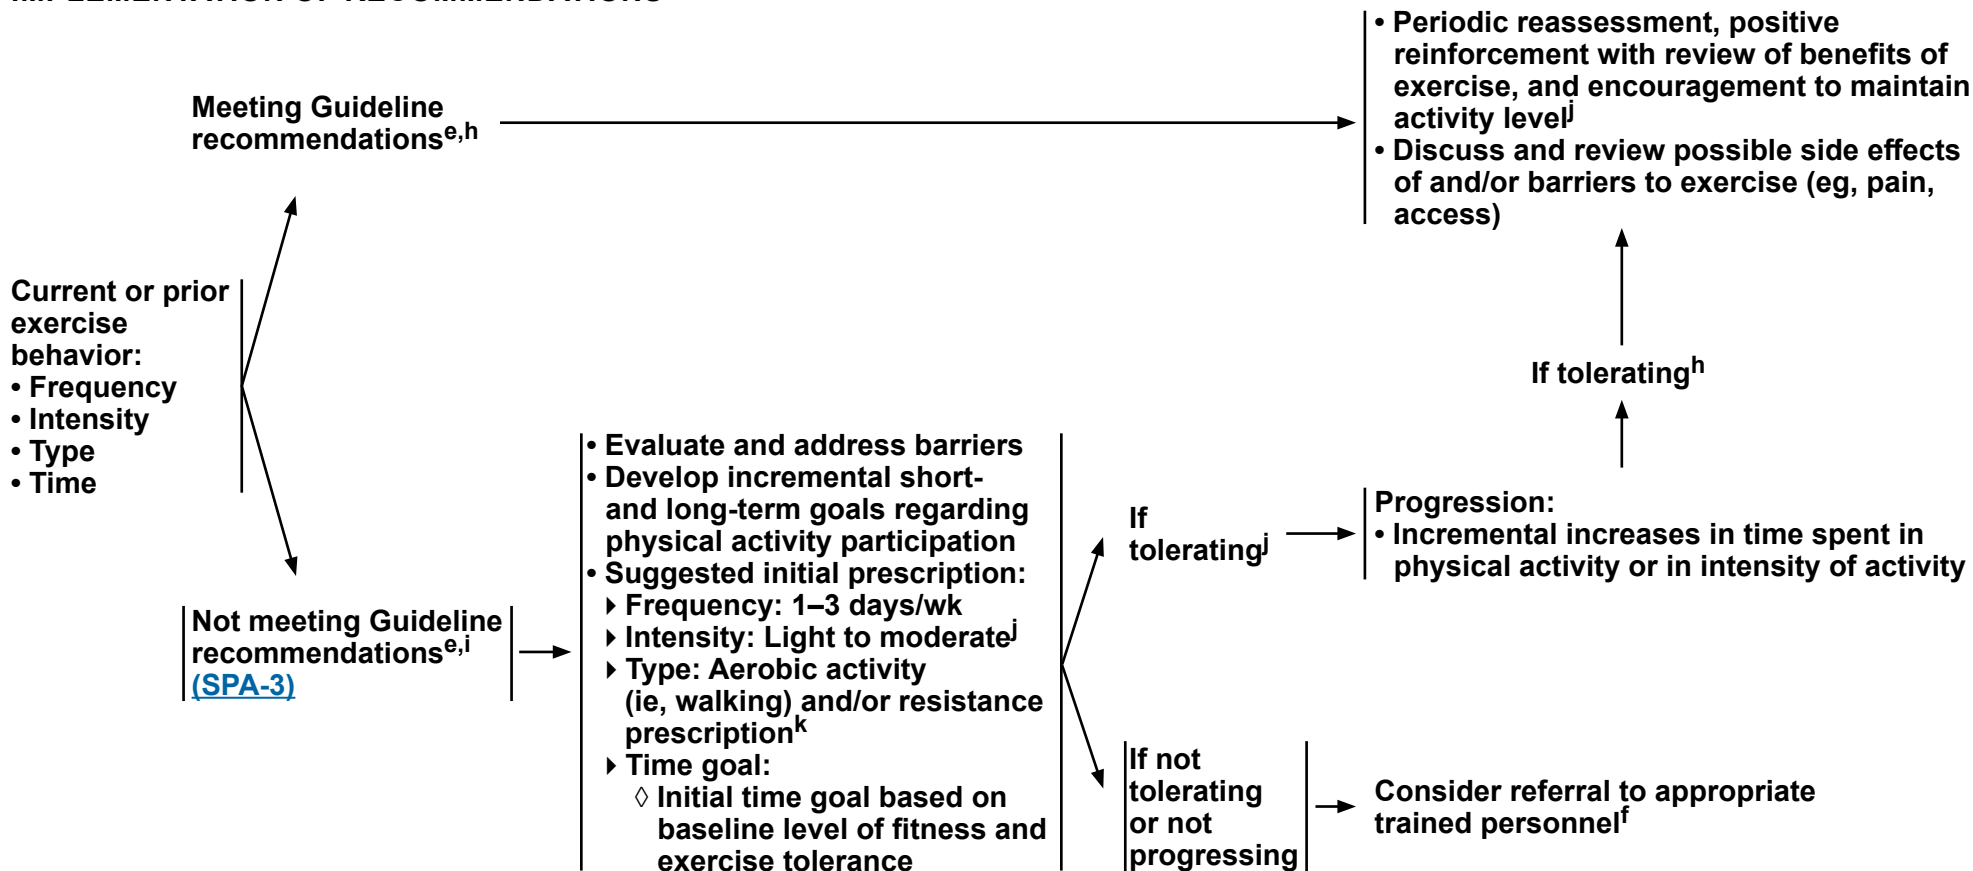 IMPLEMENTATION OF RECOMMENDATIONS
Current or prior
exercise
behavior:
• Frequency
• Intensity
• Type
• Time
Meeting Guideline
recommendationse,h
• Periodic reassessment, positive
reinforcement with review of benefits of
exercise, and encouragement to maintain
activity levelj
• Discuss and review possible side effects
of and/or barriers to exercise (eg, pain,
access)
Not meeting Guideline
recommendationse,i
(SPA-3)
• Evaluate and address barriers
• Develop incremental short-
and long-term goals regarding
physical activity participation
• Suggested initial prescription:
▸ Frequency: 1–3 days/wk
▸ Intensity: Light to moderatej
▸ Type: Aerobic activity
(ie, walking) and/or resistance
prescriptionk
▸ Time goal:
◊ Initial time goal based on
baseline level of fitness and
exercise tolerance
If
toleratingj
Progression:
• Incremental increases in time spent in
physical activity or in intensity of activity
If toleratingh
If not
tolerating
or not
progressing
Consider referral to appropriate
trained personnelf